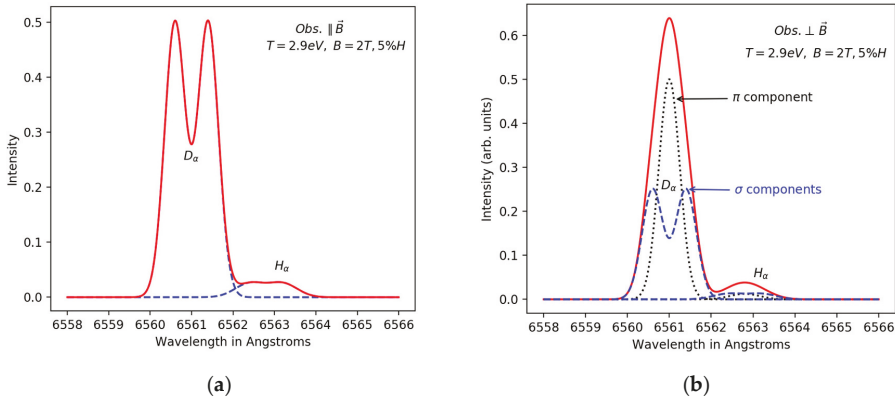 Obs. ∥ B⃗
T = 2.9eV, B = 2T, 5%H
Intensity
0.5
0.4
0.3
0.2
0.1
0.0
Dα
Hα
6558 6559 6560 6561 6562 6563 6564 6565 6566
Wavelength in Angstroms
(a)
Obs. ⊥ B⃗
T = 2.9eV, B = 2T, 5%H
Intensity (arb. units)
0.6
0.5
0.4
0.3
0.2
0.1
0.0
π component
σ components
Dα
Hα
6558 6559 6560 6561 6562 6563 6564 6565 6566
Wavelength in Angstroms
(b)